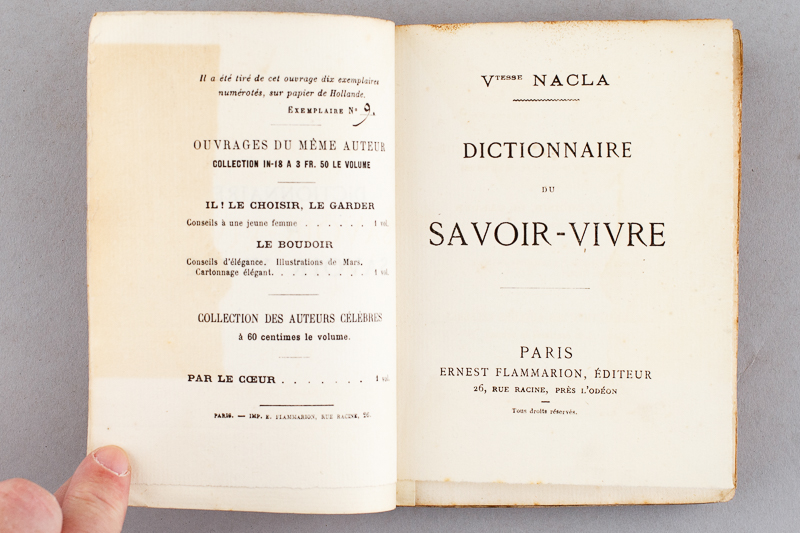 Il a été tiré de cet ouvrage dix exemplaires
numérotés, sur papier de Hollande.
EXEMPLAIRE No 9
OUVRAGES DU MÊME AUTEUR
COLLECTION IN-18 A 3 FR. 50 LE VOLUME
IL! LE CHOISIR, LE GARDER
Conseils à une jeune femme . . . . . . 1 vol.
LE BOUDOIR
Conseils d'élégance. Illustrations de Mars.
Cartonnage élégant. . . . . . . . . 1 vol.
COLLECTION DES AUTEURS CÉLÈBRES
à 60 centimes le volume.
PAR LE CŒUR . . . . . . . 1 vol.
PARIS. — IMP. E. FLAMMARION, RUE RACINE, 26.
Vtesse NACLA
DICTIONNAIRE
DU
SAVOIR-VIVRE
PARIS
ERNEST FLAMMARION, ÉDITEUR
26, RUE RACINE, PRÈS L'ODÉON
Tous droits réservés.